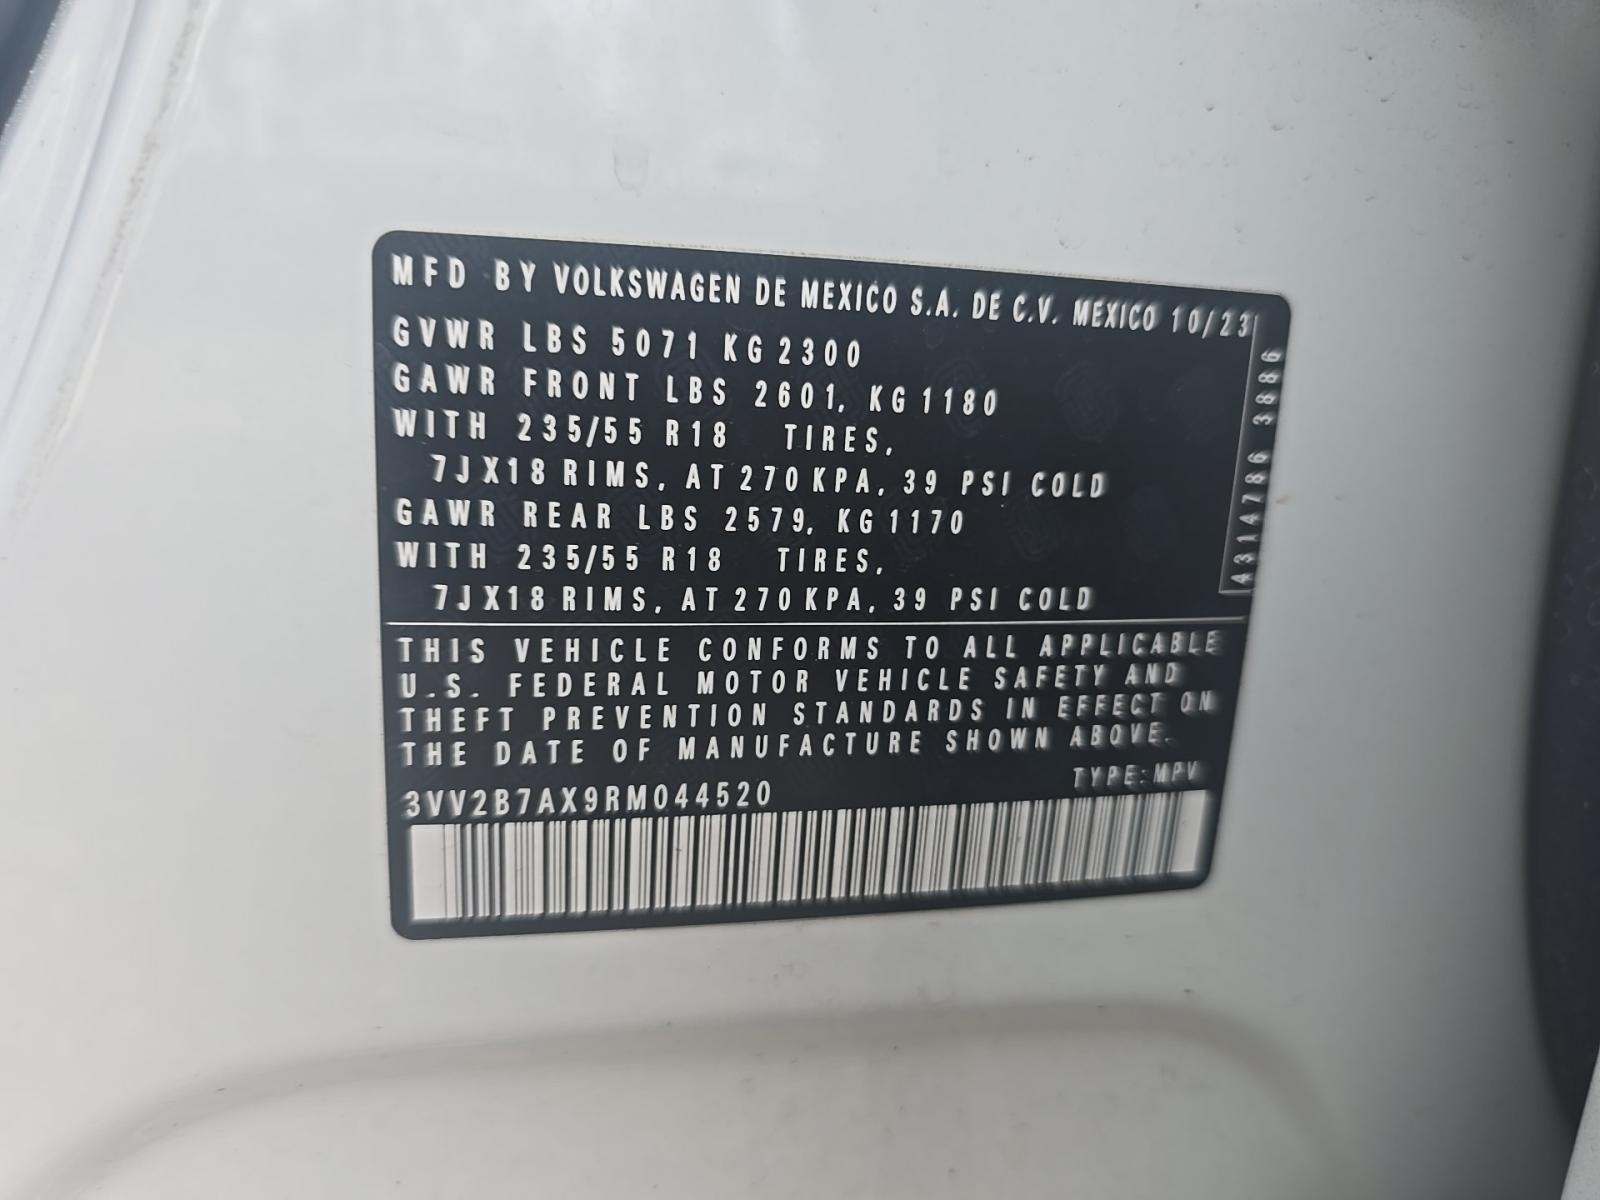 MFD BY VOLKSWAGEN DE MEXICO S.A. DE C.V. MEXICO 10/23
GVWR LBS 5071 KG 2300
GAWR FRONT LBS 2601, KG 1180
WITH 235/55 R18 TIRES,
7JX18 RIMS, AT 270 KPA, 39 PSI COLD
GAWR REAR LBS 2579, KG 1170
WITH 235/55 R18 TIRES,
7JX18 RIMS, AT 270 KPA, 39 PSI COLD
4314786 3886
THIS VEHICLE CONFORMS TO ALL APPLICABLE
U.S. FEDERAL MOTOR VEHICLE SAFETY AND
THEFT PREVENTION STANDARDS IN EFFECT ON
THE DATE OF MANUFACTURE SHOWN ABOVE.
TYPE: MPV
3VV2B7AX9RM044520